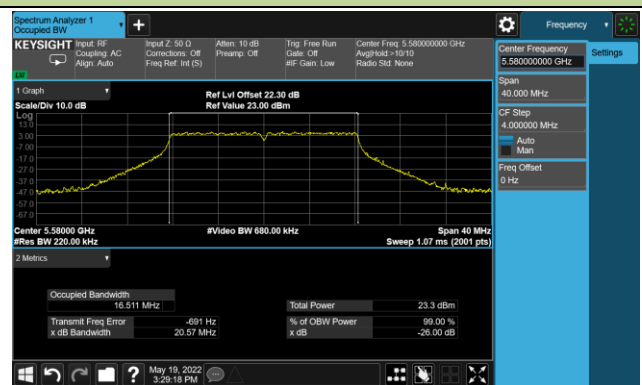 Spectrum Analyzer 1
Occupied BW
+
Frequency
KEYSIGHT
Input: RF
Coupling: AC
Align: Auto
Input Z: 50 Ω
Corrections: Off
Freq Ref: Int (S)
Atten: 10 dB
Preamp: Off
Trig: Free Run
Gate: Off
#IF Gain: Low
Center Freq: 5.580000000 GHz
Avg|Hold:>10/10
Radio Std: None
Center Frequency
5.580000000 GHz
Settings
Span
40.000 MHz
CF Step
4.000000 MHz
Auto
Man
Freq Offset
0 Hz
1 Graph
Scale/Div 10.0 dB
Ref Lvl Offset 22.30 dB
Ref Value 23.00 dBm
Log
13.0
3.00
-7.00
-17.0
-27.0
-37.0
-47.0
-57.0
-67.0
Center 5.58000 GHz
#Video BW 680.00 kHz
Span 40 MHz
#Res BW 220.00 kHz
Sweep 1.07 ms (2001 pts)
2 Metrics
Occupied Bandwidth
16.511 MHz
Total Power 23.3 dBm
Transmit Freq Error -691 Hz
% of OBW Power 99.00 %
x dB Bandwidth 20.57 MHz
x dB -26.00 dB
?
May 19, 2022
3:29:18 PM